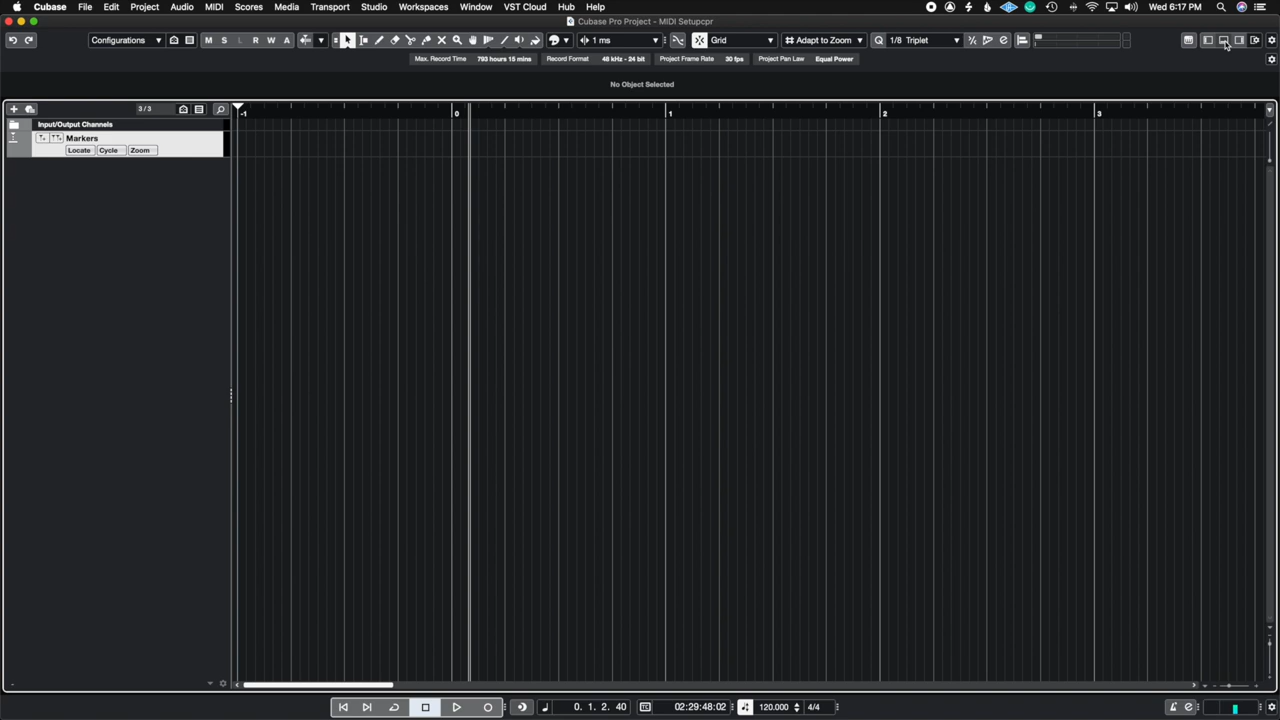 Cubase File Edit Project Audio MIDI Scores Media Transport Studio Workspaces Window VST Cloud Hub Help Wed 6:17 PM
Cubase Pro Project - MIDI Setupcpr
Configurations M S L R W A 1 ms Grid Adapt to Zoom Q 1/8 Triplet
Max. Record Time 793 hours 15 mins Record Format 48 kHz - 24 bit Project Frame Rate 30 fps Project Pan Law Equal Power
No Object Selected
3/3 -1 0 1 2 3
Input/Output Channels
Markers
Locate Cycle Zoom
0. 1. 2. 40 02:29:48:02 120.000 4/4